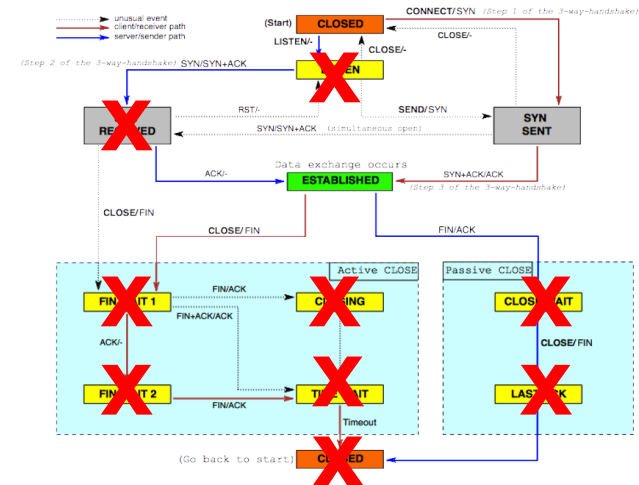 unusual event
client/receiver path
server/sender path
(Start)
CLOSED
CONNECT/SYN (Step 1 of the 3-way-handshake)
CLOSE/-
LISTEN/-
CLOSE/-
(Step 2 of the 3-way-handshake) SYN/SYN+ACK
RST/-
SEND/SYN
SYN
SENT
SYN/SYN+ACK (simultaneous open)
Data exchange occurs
ACK/-
ESTABLISHED
SYN+ACK/ACK
(Step 3 of the 3-way-handshake)
CLOSE/FIN
CLOSE/FIN
FIN/ACK
Active CLOSE
Passive CLOSE
FIN 1
FIN/ACK
FIN+ACK/ACK
ACK/-
CLOSE/FIN
FIN 2
FIN/ACK
Timeout
(Go back to start)